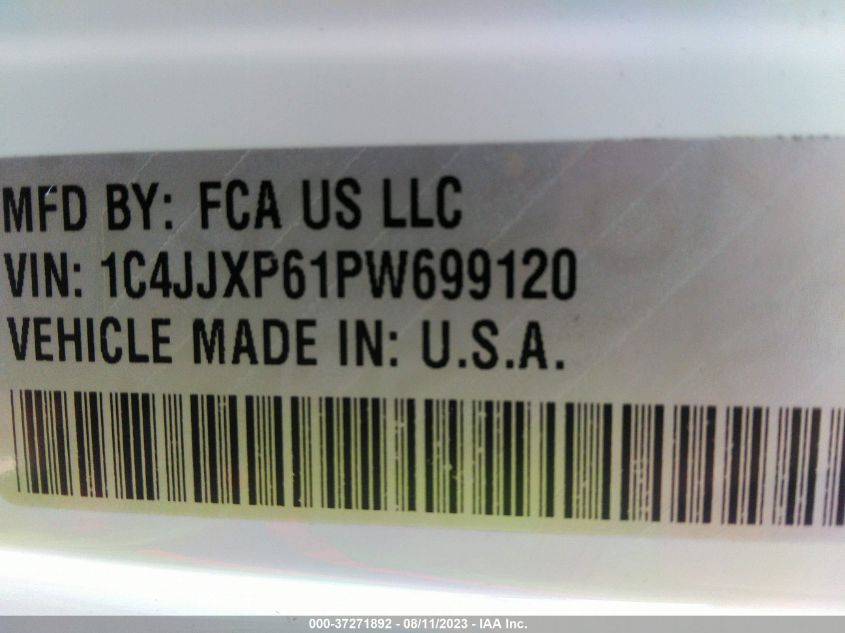 MFD BY: FCA US LLC
VIN: 1C4JJXP61PW699120
VEHICLE MADE IN: U.S.A.
000-37271892 - 08/11/2023 - IAA Inc.